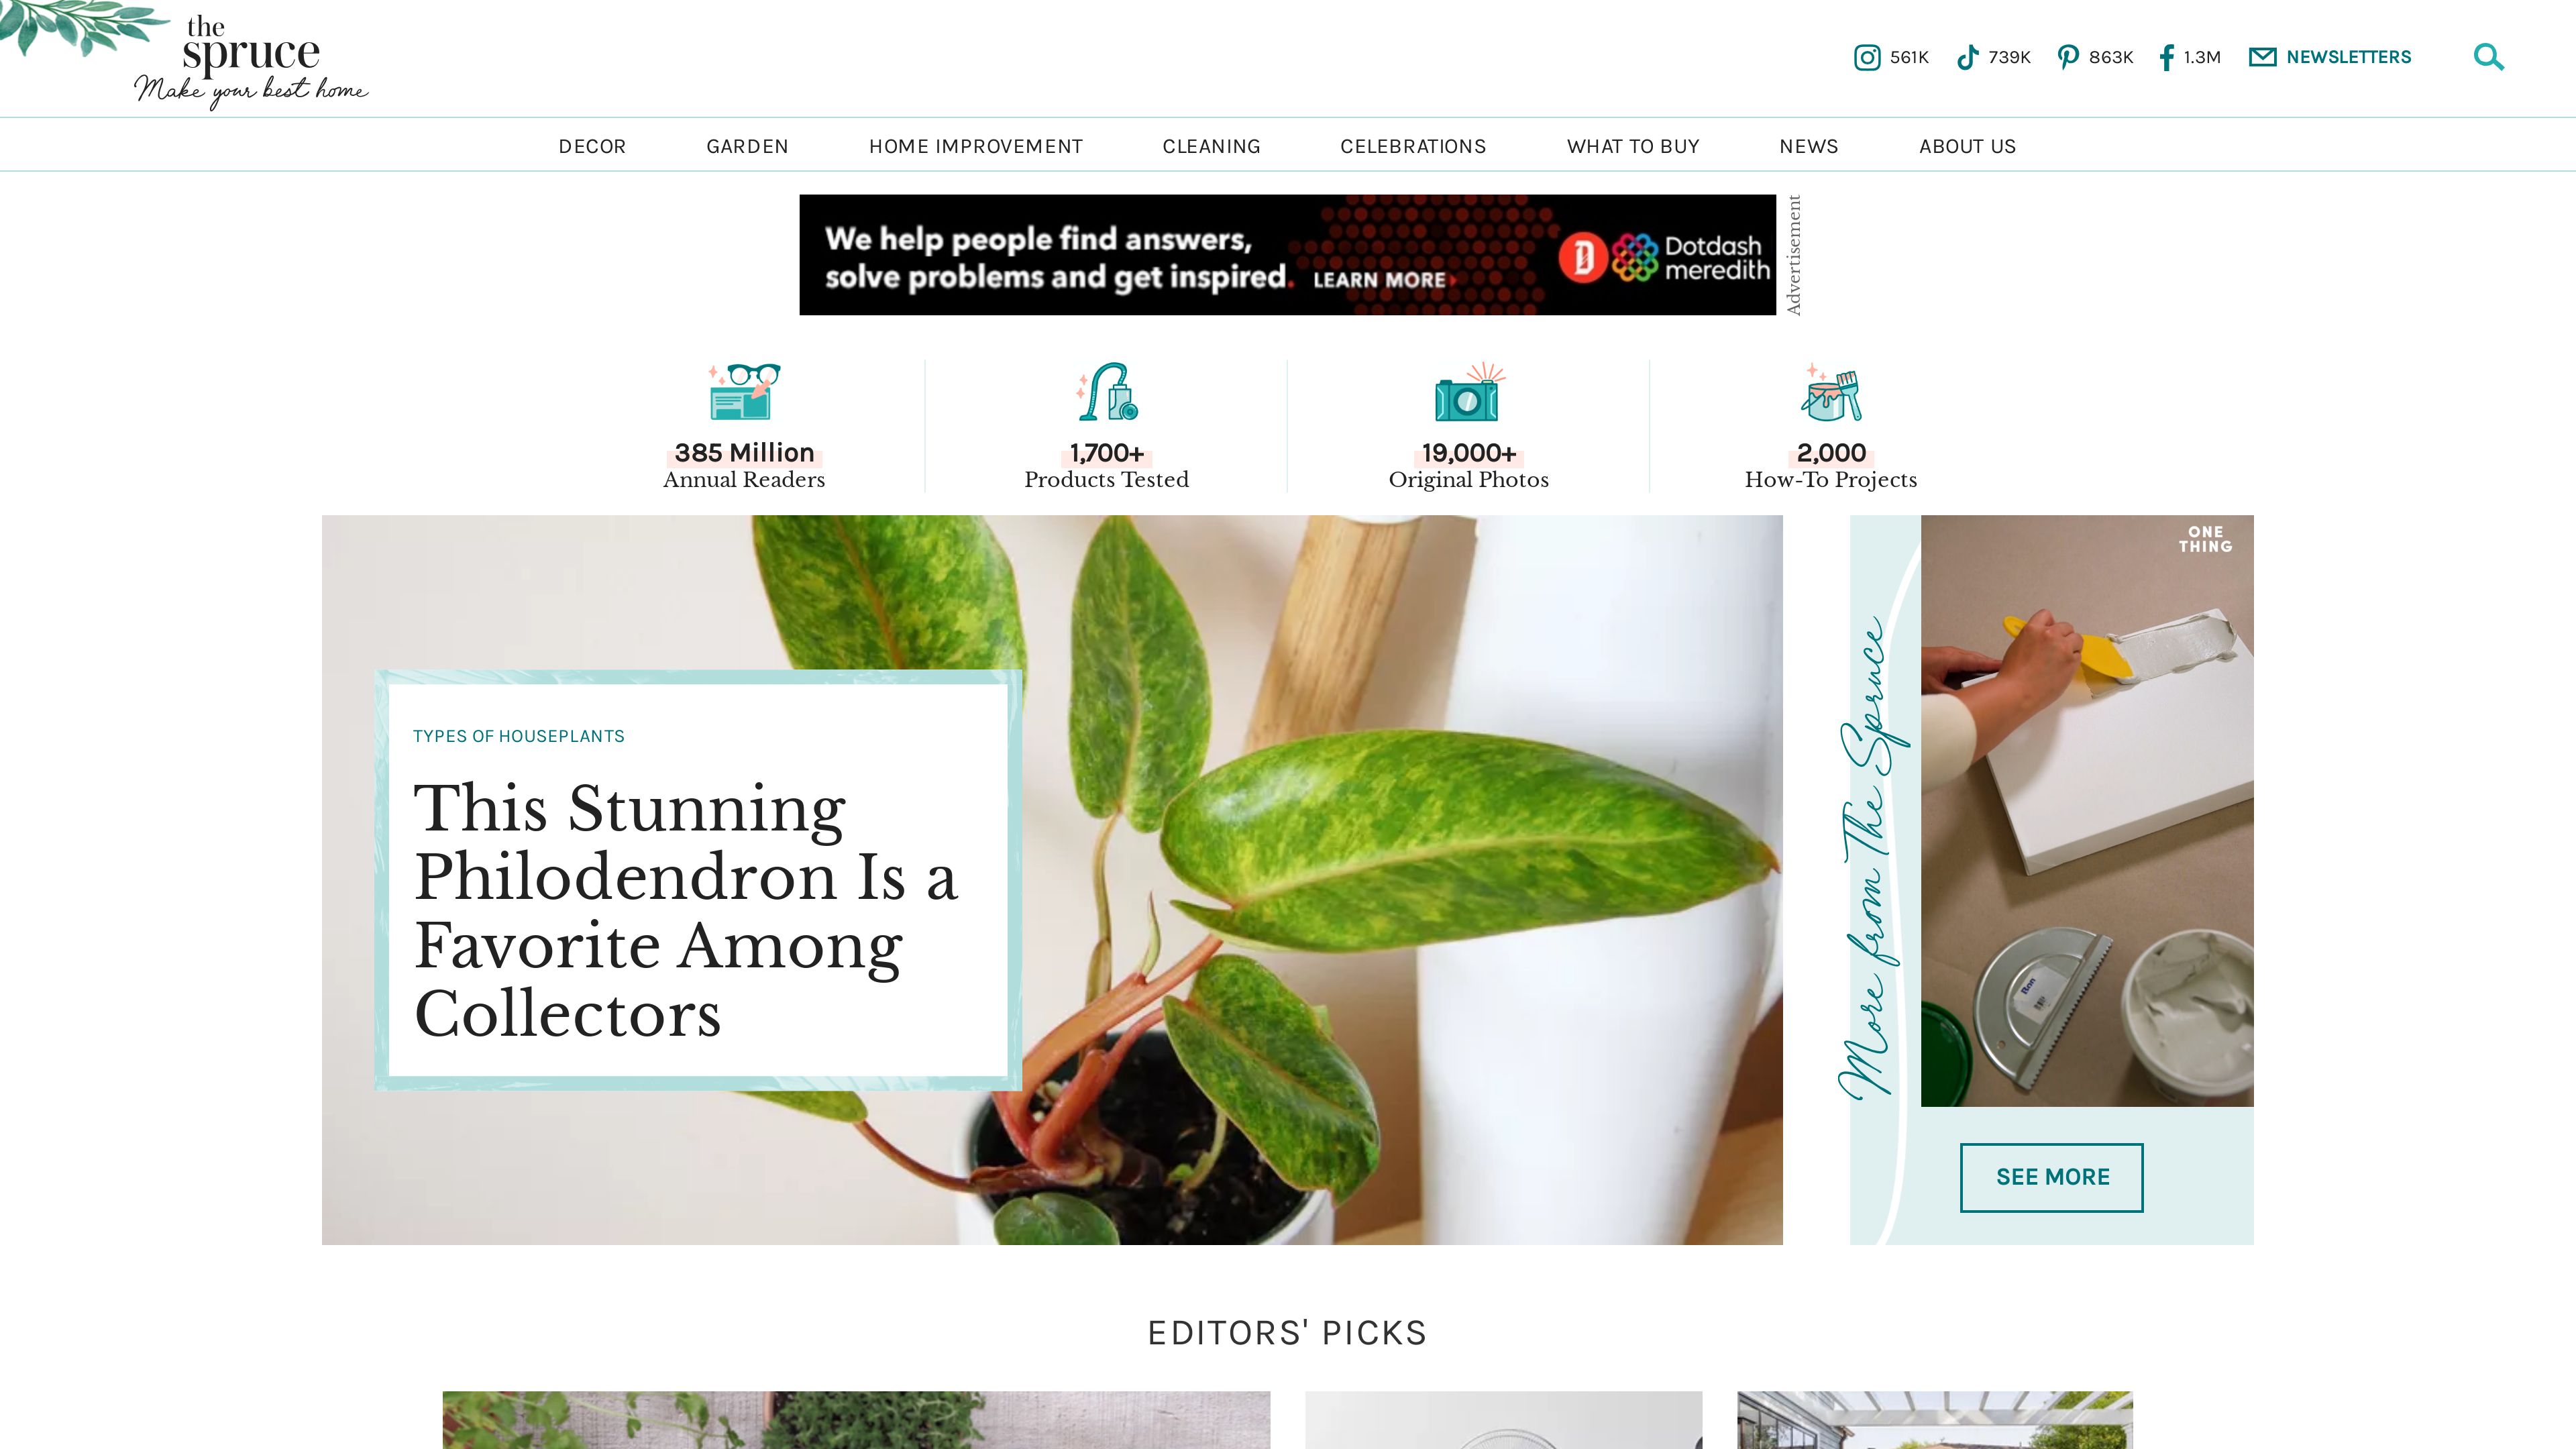 the
spruce
Make your best home
561K
739K
863K
1.3M
NEWSLETTERS
DECOR
GARDEN
HOME IMPROVEMENT
CLEANING
CELEBRATIONS
WHAT TO BUY
NEWS
ABOUT US
We help people find answers,
solve problems and get inspired. LEARN MORE
Dotdash
meredith
Advertisement
385 Million
Annual Readers
1,700+
Products Tested
19,000+
Original Photos
2,000
How-To Projects
TYPES OF HOUSEPLANTS
This Stunning
Philodendron Is a
Favorite Among
Collectors
More from The Spruce
ONE
THING
SEE MORE
EDITORS' PICKS